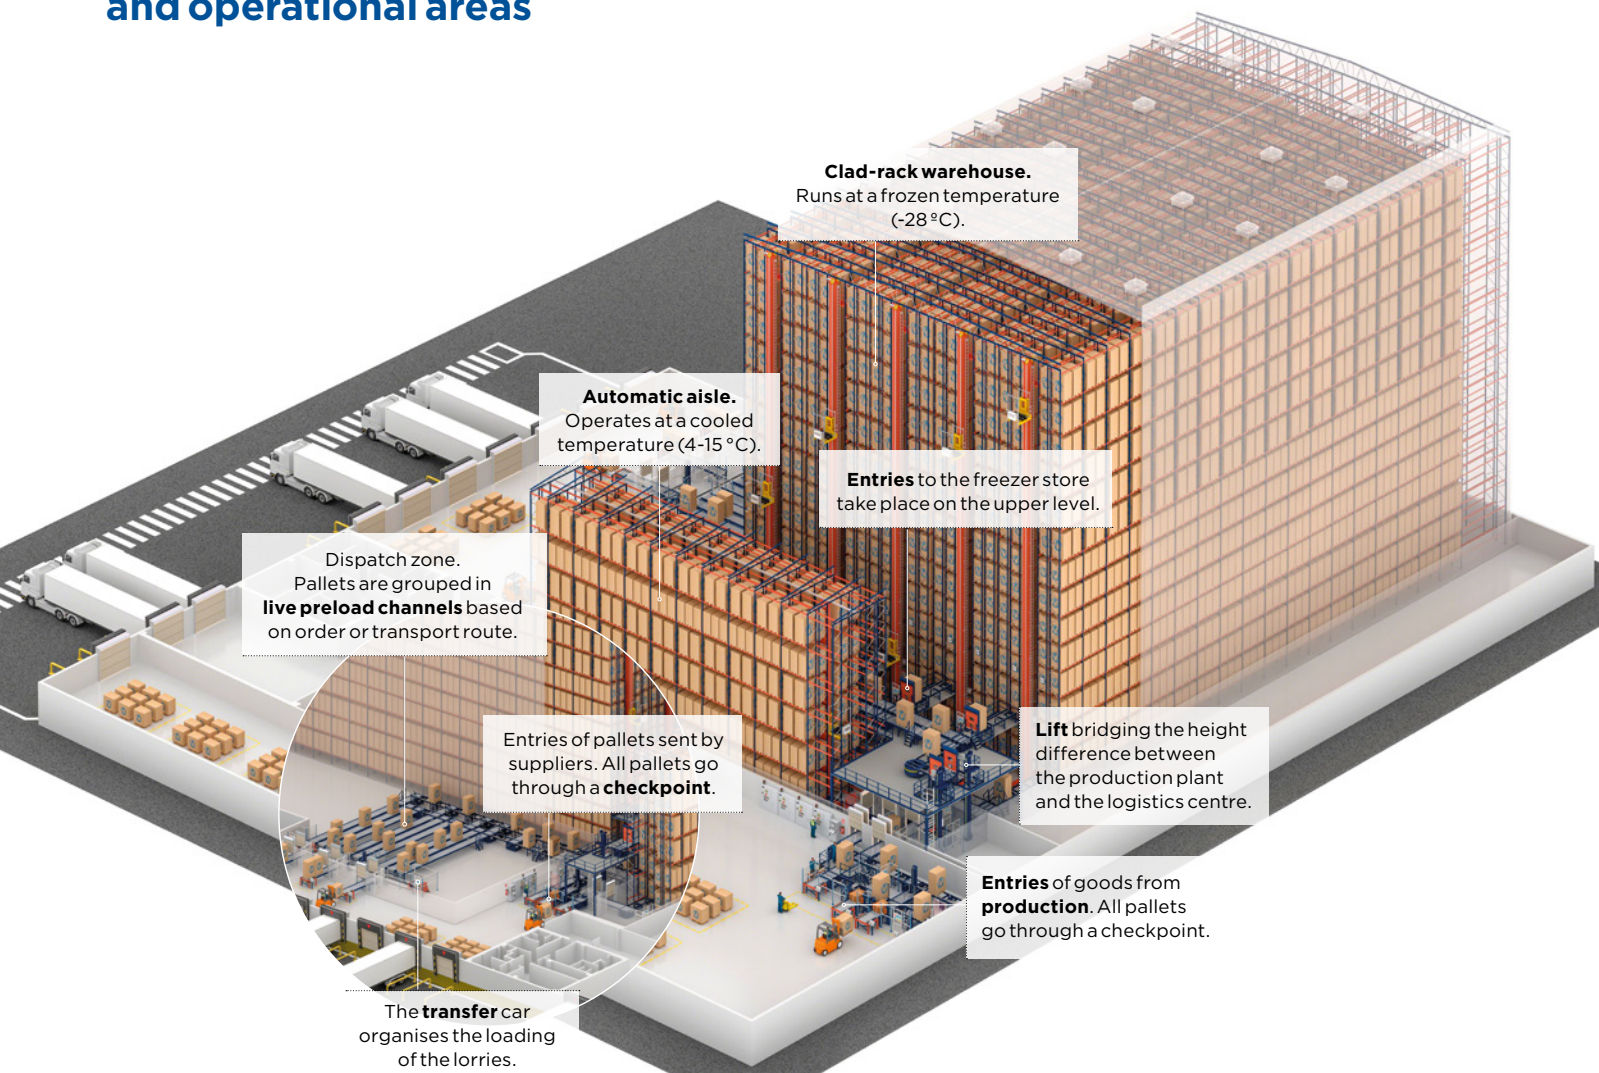 and operational areas
Clad-rack warehouse.
Runs at a frozen temperature
(-28 ºC).
Automatic aisle.
Operates at a cooled
temperature (4-15 °C).
Entries to the freezer store
take place on the upper level.
Dispatch zone.
Pallets are grouped in
live preload channels based
on order or transport route.
Entries of pallets sent by
suppliers. All pallets go
through a checkpoint.
Lift bridging the height
difference between
the production plant
and the logistics centre.
Entries of goods from
production. All pallets
go through a checkpoint.
The transfer car
organises the loading
of the lorries.